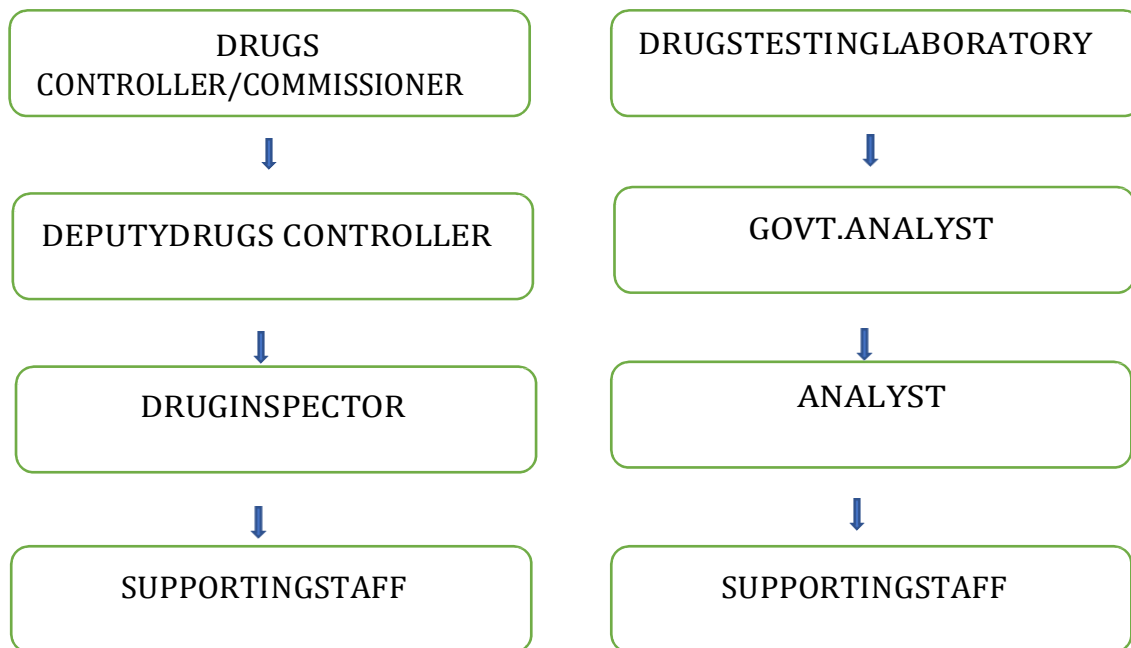 DRUGS
CONTROLLER/COMMISSIONER
DEPUTYDRUGS CONTROLLER
DRUGINSPECTOR
SUPPORTINGSTAFF
DRUGSTESTINGLABORATORY
GOVT.ANALYST
ANALYST
SUPPORTINGSTAFF